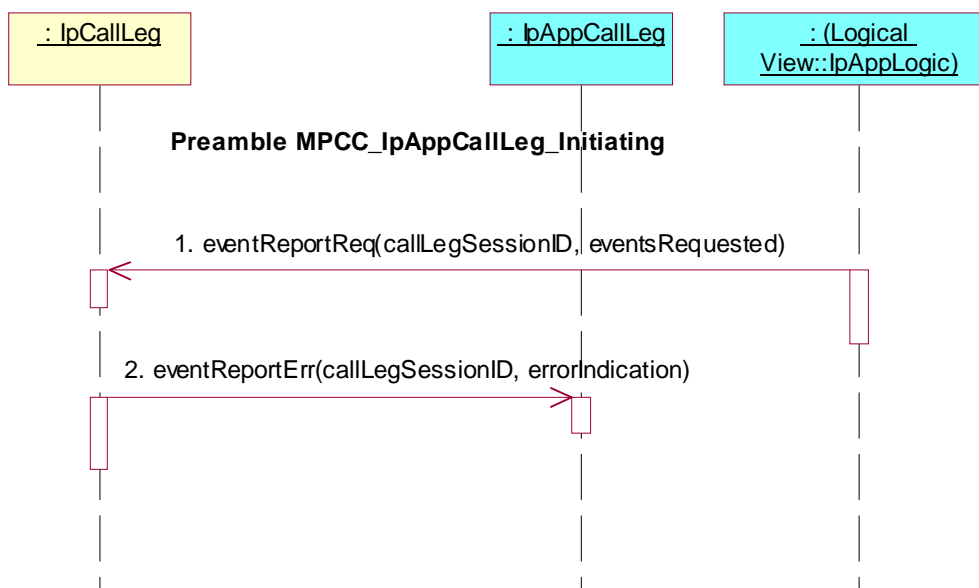 : IpCallLeg
: IpAppCallLeg
: (Logical
View::IpAppLogic)
Preamble MPCC_IpAppCallLeg_Initiating
1. eventReportReq(callLegSessionID, eventsRequested)
2. eventReportErr(callLegSessionID, errorIndication)